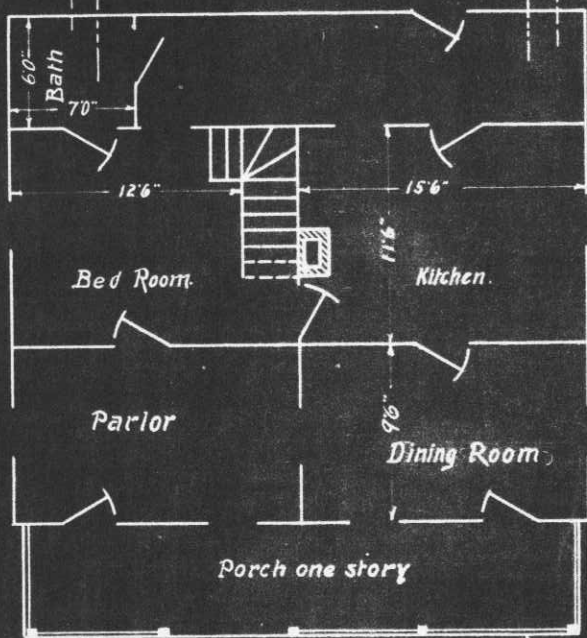 6'0"
Bath
7'0"
12'6"
15'6"
11'6"
Bed Room.
Kitchen.
Parlor
9'6"
Dining Room
Porch one story